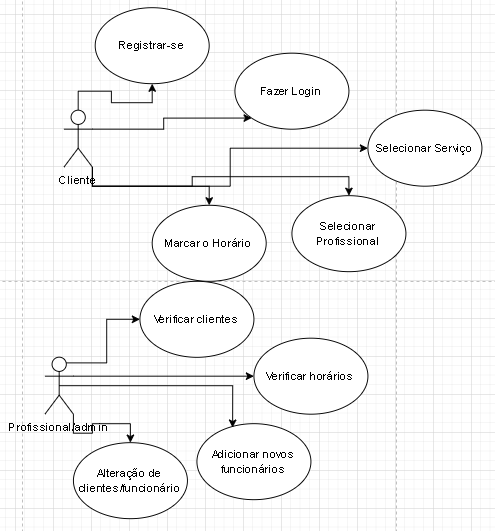 Registrar-se
Fazer Login
Selecionar Serviço
Cliente
Selecionar
Profissional
Marcar o Horário
Verificar clientes
Verificar horários
Profissional/admin
Adicionar novos
funcionários
Alteração de
clientes/funcionário